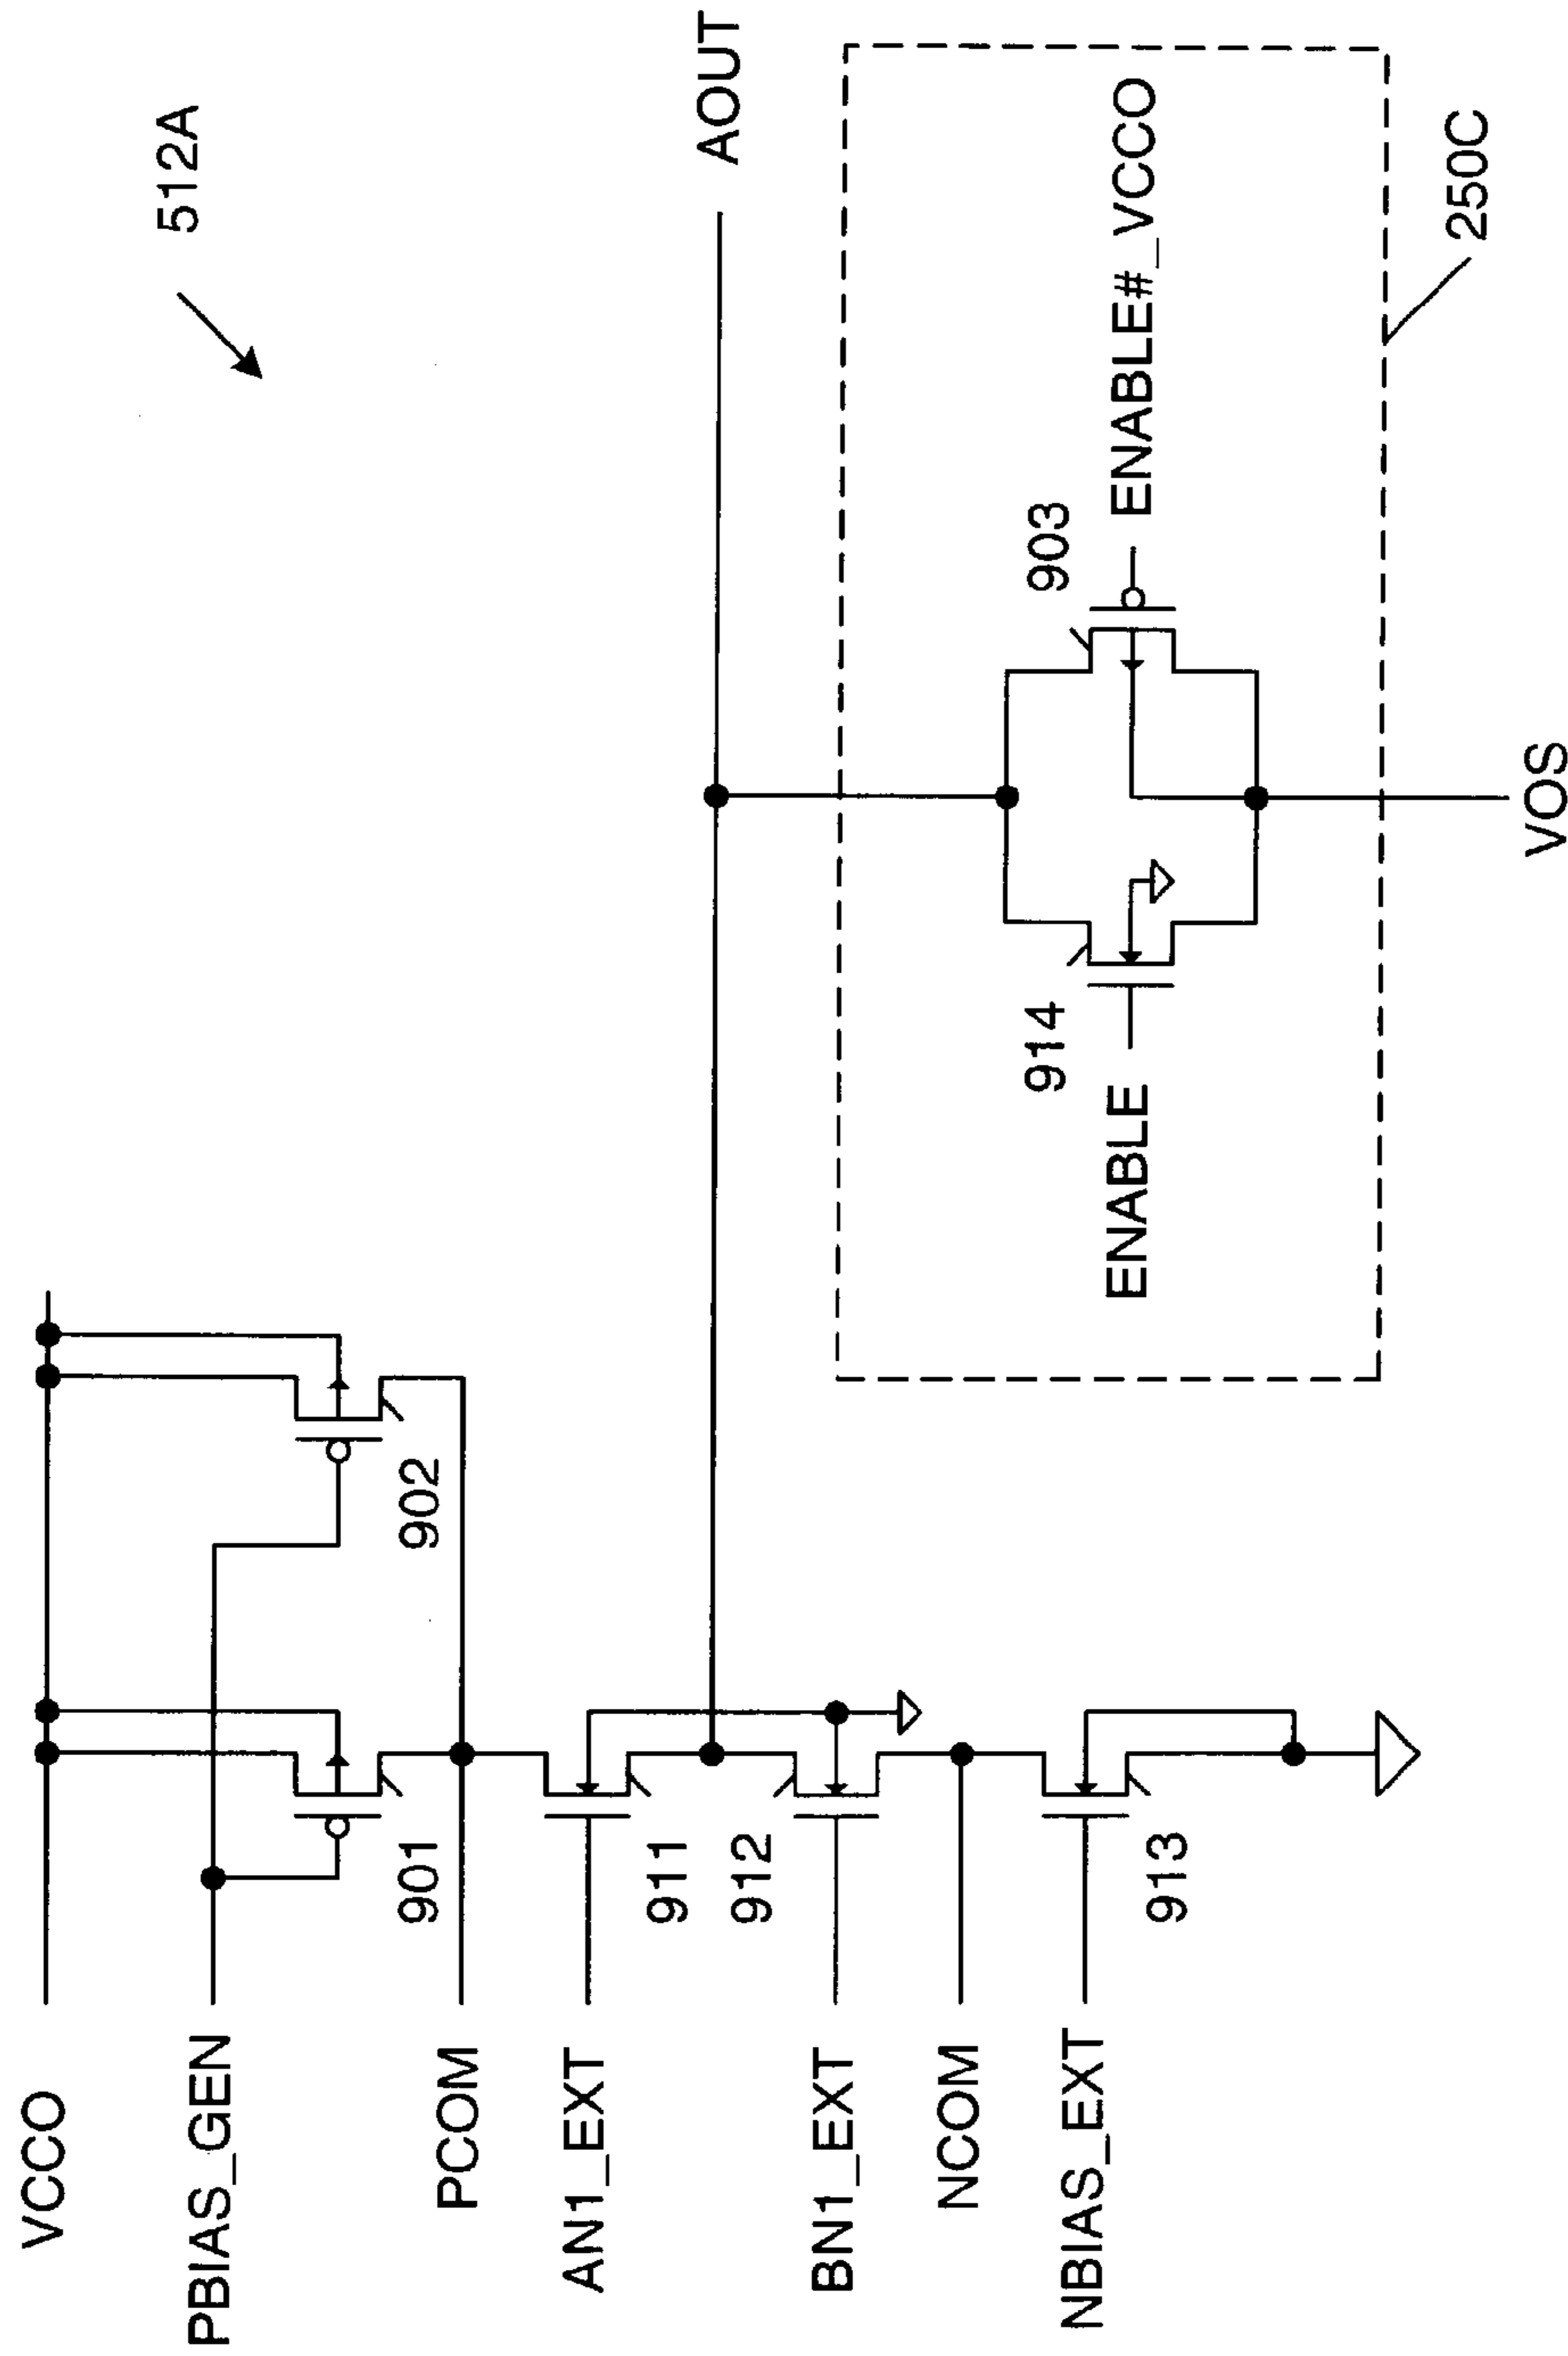 512A
VCCO
PBIAS_GEN
902
901
PCOM
AN1_EXT
911
AOUT
912
BN1_EXT
NCOM
NBIAS_EXT
913
914
903
ENABLE
ENABLE#_VCCO
250C
VOS